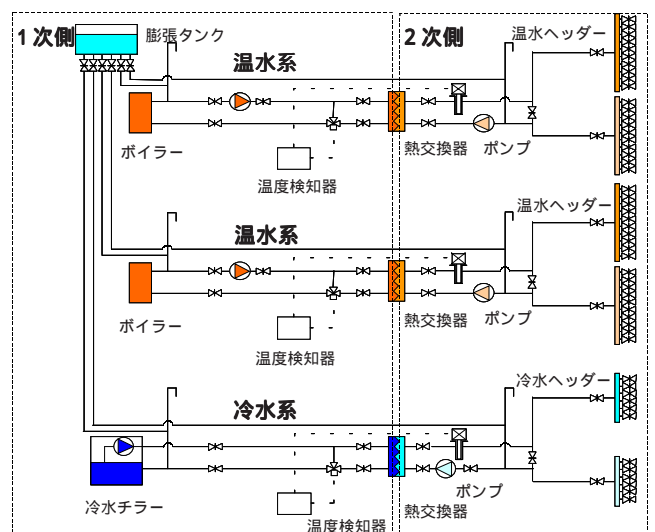 1次側
膨張タンク
2次側
温水ヘッダー
温水系
ボイラー
熱交換器
ポンプ
温度検知器
温水ヘッダー
温水系
ボイラー
熱交換器
ポンプ
温度検知器
冷水ヘッダー
冷水系
ポンプ
冷水チラー
熱交換器
温度検知器